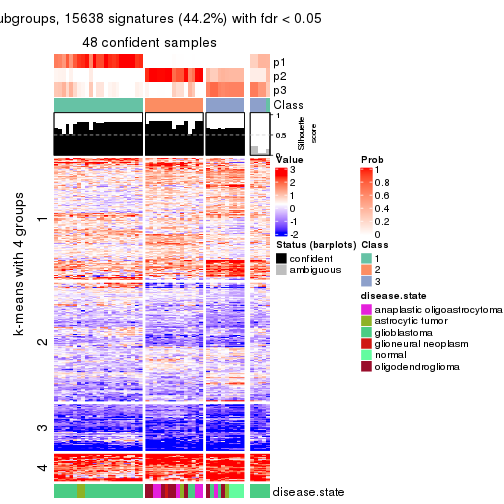 ubgroups, 15638 signatures (44.2%) with fdr < 0.05
48 confident samples
p1
p2
p3
Class
1
0.5
0
Silhouette
score
k-means with 4 groups
1
2
3
4
disease.state
Value
3
2
1
0
-1
-2
Status (barplots)
confident
ambiguous
Prob
1
0.8
0.6
0.4
0.2
0
Class
1
2
3
disease.state
anaplastic oligoastrocytoma
astrocytic tumor
glioblastoma
glioneural neoplasm
normal
oligodendroglioma